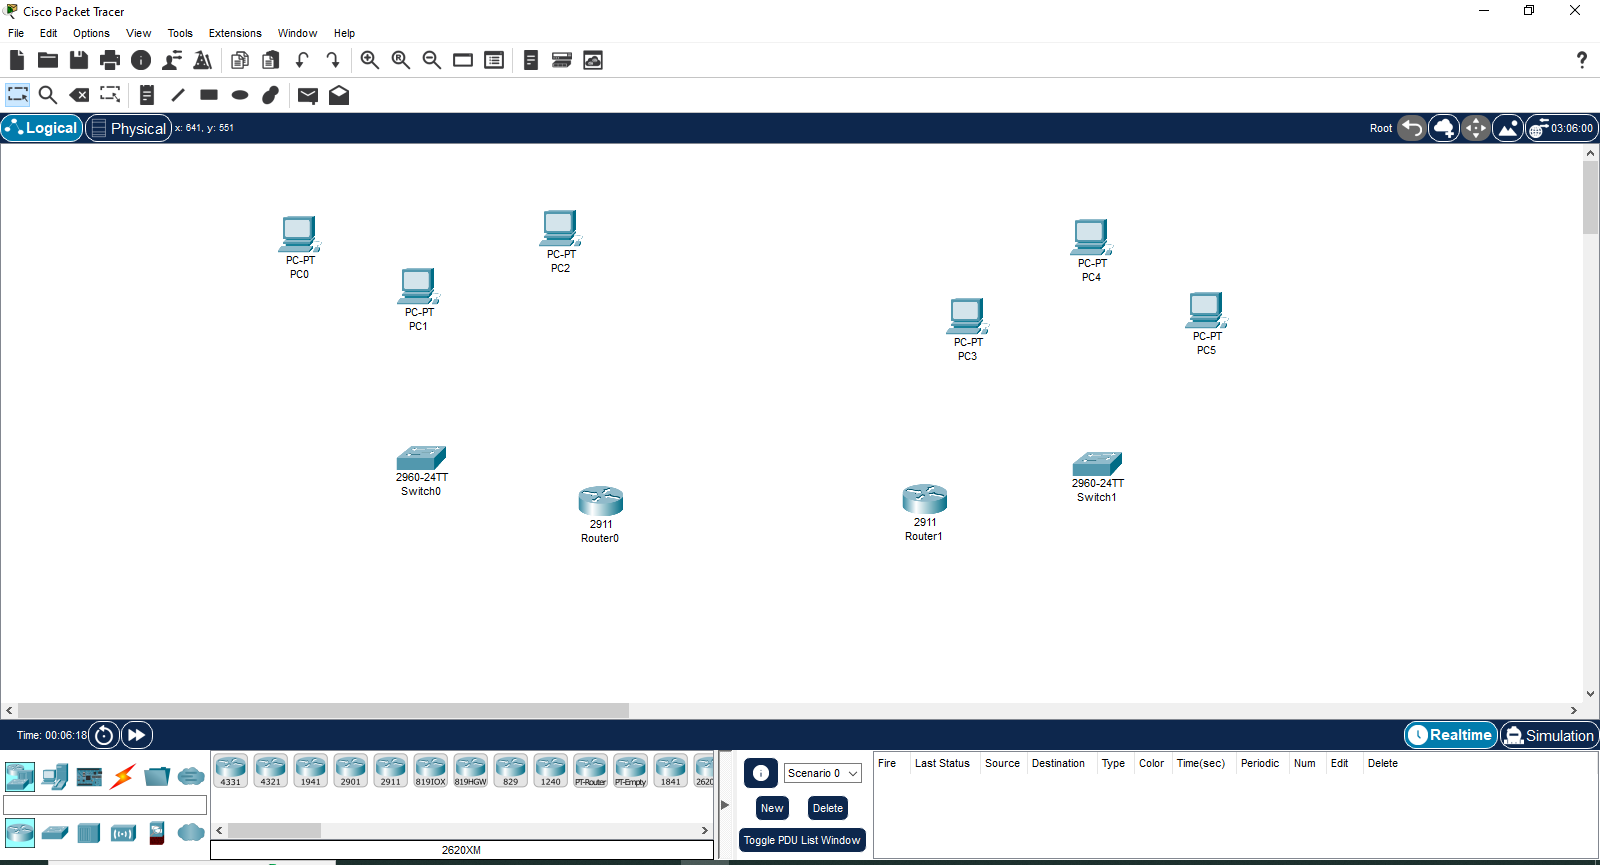 Cisco Packet Tracer
File Edit Options View Tools Extensions Window Help
Logical Physical x: 641, y: 551 Root 03:06:00
PC-PT
PC0
PC-PT
PC1
PC-PT
PC2
PC-PT
PC4
PC-PT
PC3
PC-PT
PC5
2960-24TT
Switch0
2911
Router0
2911
Router1
2960-24TT
Switch1
Time: 00:06:18 Realtime Simulation
4331 4321 1941 2901 2911 819IOX 819HGW 829 1240 PT-Router PT-Empty 1841 2620
2620XM
Scenario 0
New Delete
Toggle PDU List Window
Fire Last Status Source Destination Type Color Time(sec) Periodic Num Edit Delete